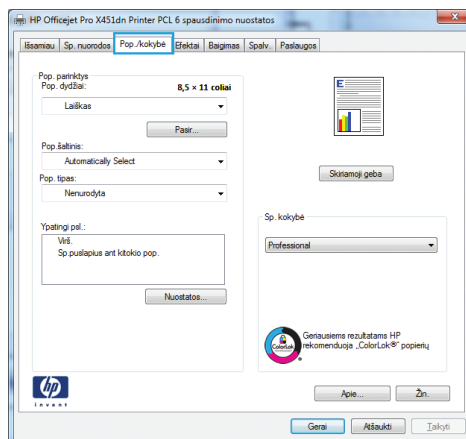 HP Officejet Pro X451dn Printer PCL 6 spausdinimo nuostatos
Išsamiau Sp. nuorodos Pop./kokybė Efektai Baigimas Spalv. Paslaugos
Pop. parinktys
Pop. dydžiai: 8,5 × 11 coliai
Laiškas
Pasir...
Pop.šaltinis:
Automatically Select
Pop. tipas:
Nenurodyta
Ypatingi psl.:
Virš.
Sp.puslapius ant kitokio pop.
Nuostatos...
E
Skiriamoji geba
Sp. kokybė
Professional
ColorLok
Geriausiems rezultatams HP
rekomenduoja „ColorLok®“ popierių
hp
invent
Apie... Žin.
Gerai Atšaukti Taikyti